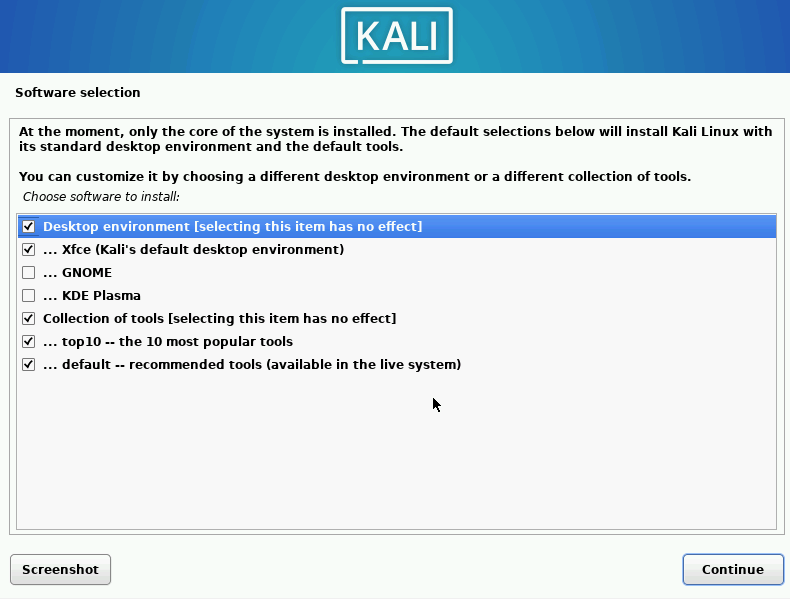 KALI
Software selection
At the moment, only the core of the system is installed. The default selections below will install Kali Linux with
its standard desktop environment and the default tools.
You can customize it by choosing a different desktop environment or a different collection of tools.
Choose software to install:
Desktop environment [selecting this item has no effect]
... Xfce (Kali's default desktop environment)
... GNOME
... KDE Plasma
Collection of tools [selecting this item has no effect]
... top10 -- the 10 most popular tools
... default -- recommended tools (available in the live system)
Screenshot
Continue